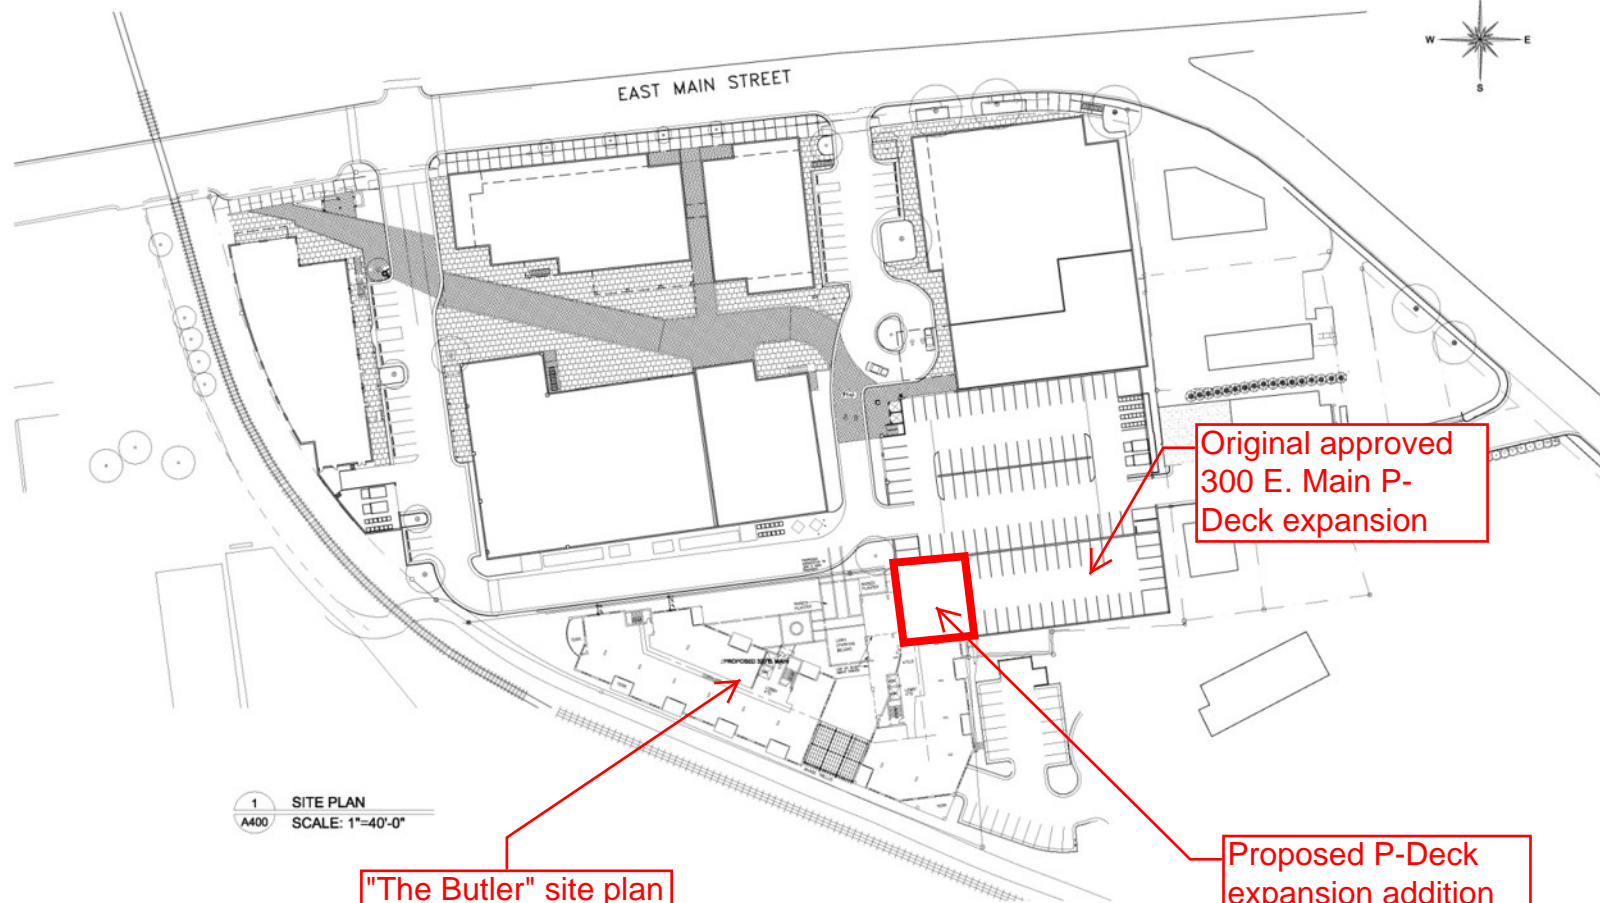 W E
S
EAST MAIN STREET
Original approved
300 E. Main P-
Deck expansion
1 SITE PLAN
A400 SCALE: 1"=40'-0"
"The Butler" site plan
Proposed P-Deck
expansion addition